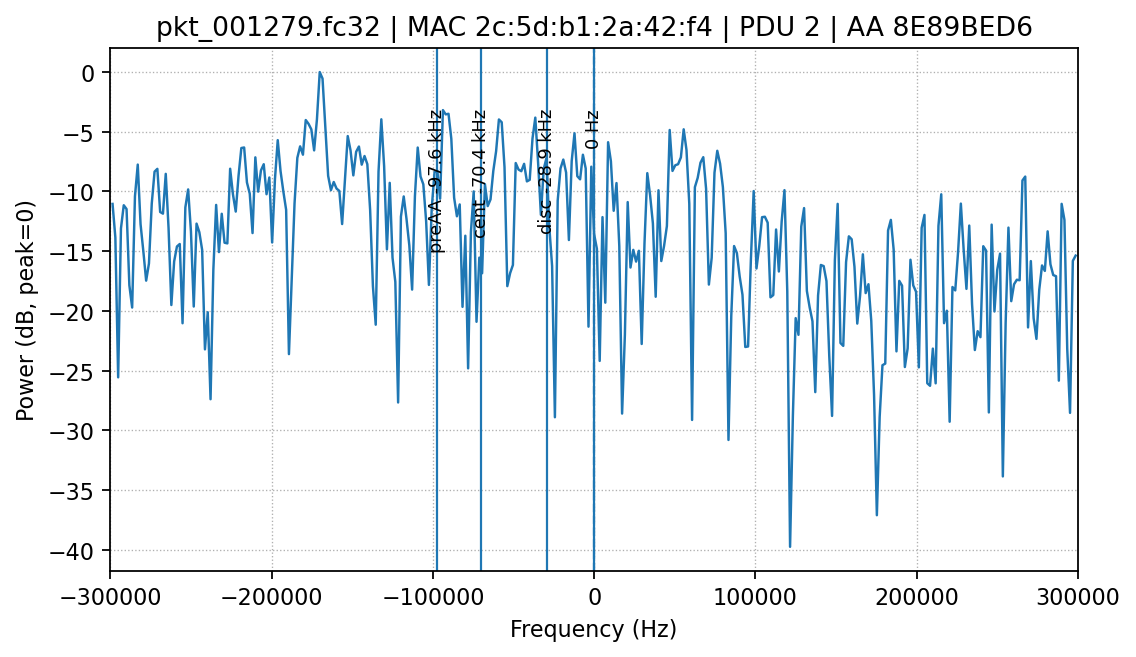 pkt_001279.fc32 | MAC 2c:5d:b1:2a:42:f4 | PDU 2 | AA 8E89BED6
Power (dB, peak=0)
0
−5
−10
−15
−20
−25
−30
−35
−40
preAA -97.6 kHz
cent -70.4 kHz
disc -28.9 kHz
0 Hz
−300000
−200000
−100000
0
100000
200000
300000
Frequency (Hz)